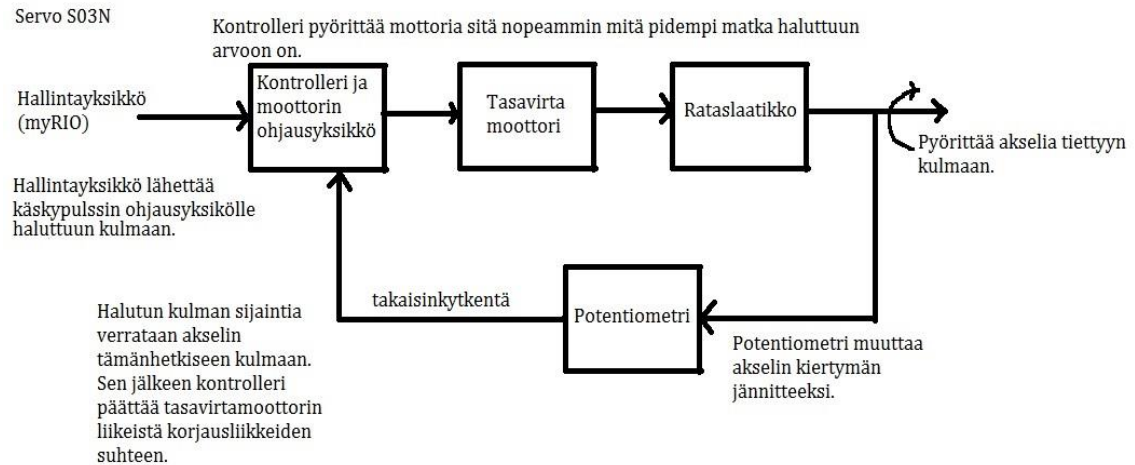 Servo S03N
Kontrolleri pyörittää mottoria sitä nopeammin mitä pidempi matka haluttuun
arvoon on.
Hallintayksikkö
(myRIO)
Kontrolleri ja
moottorin
ohjausyksikkö
Tasavirta
moottori
Rataslaatikko
Pyörittää akselia tiettyyn
kulmaan.
Hallintayksikkö lähettää
käskypulssin ohjausyksikölle
haluttuun kulmaan.
takaisinkytkentä
Potentiometri
Potentiometri muuttaa
akselin kiertymän
jännitteeksi.
Halutun kulman sijaintia
verrataan akselin
tämänhetkiseen kulmaan.
Sen jälkeen kontrolleri
päättää tasavirtamoottorin
liikeistä korjausliikkeiden
suhteen.